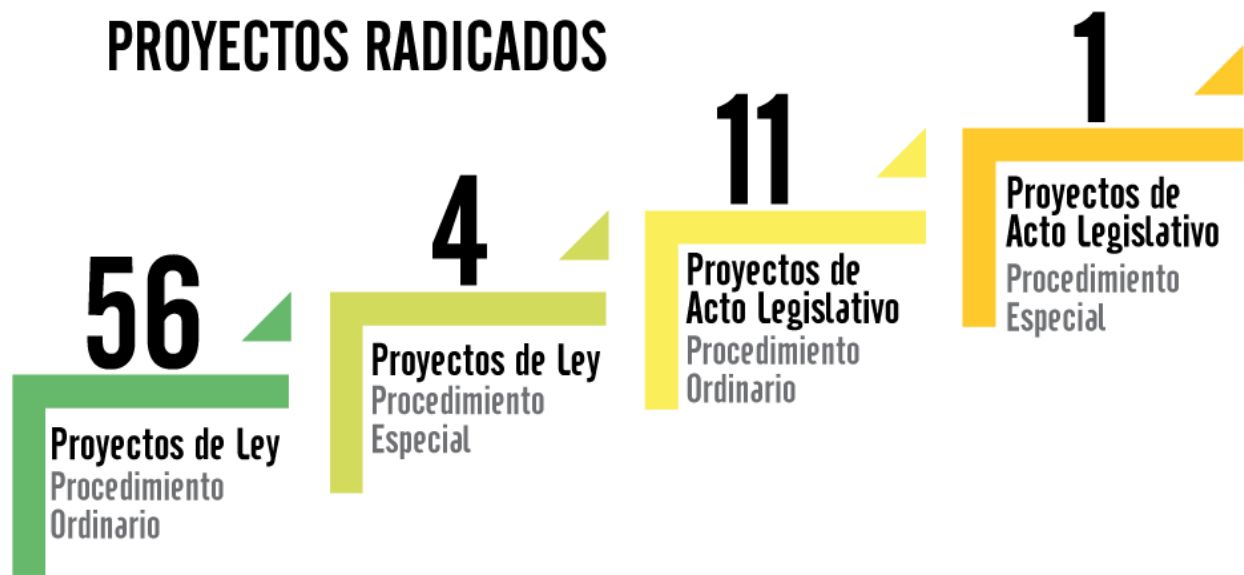 PROYECTOS RADICADOS
56
Proyectos de Ley
Procedimiento
Ordinario
4
Proyectos de Ley
Procedimiento
Especial
11
Proyectos de
Acto Legislativo
Procedimiento
Ordinario
1
Proyectos de
Acto Legislativo
Procedimiento
Especial